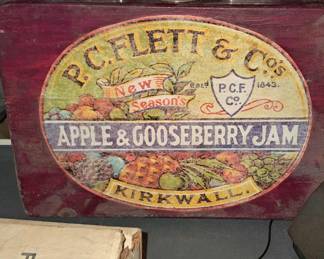 P.C. FLETT & Co's
New
Season's
ESTD 1843.
P.C.F.
Co.
APPLE & GOOSEBERRY JAM
KIRKWALL.